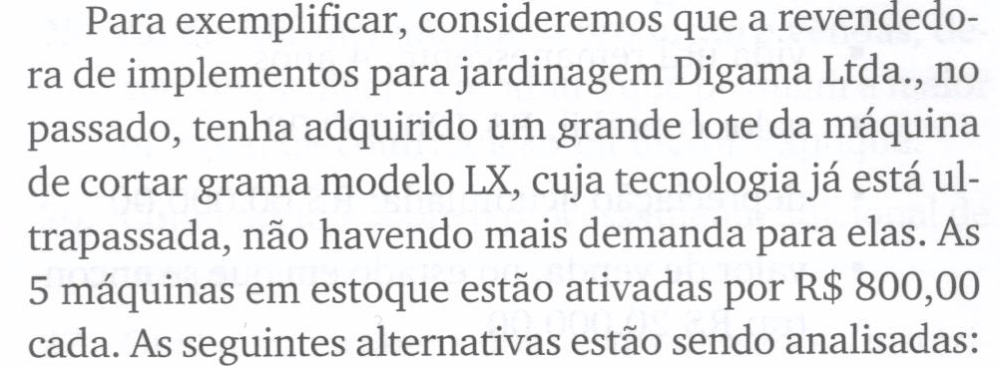 Para exemplificar, consideremos que a revendedo-
ra de implementos para jardinagem Digama Ltda., no
passado, tenha adquirido um grande lote da máquina
de cortar grama modelo LX, cuja tecnologia já está ul-
trapassada, não havendo mais demanda para elas. As
5 máquinas em estoque estão ativadas por R$ 800,00
cada. As seguintes alternativas estão sendo analisadas: